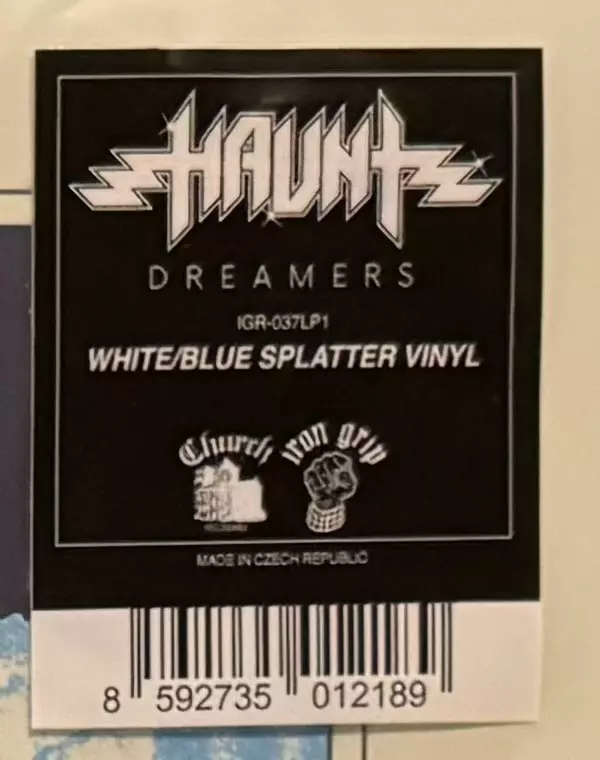 HAUNT
DREAMERS
IGR-037LP1
WHITE/BLUE SPLATTER VINYL
Church iron grip
MADE IN CZECH REPUBLIC
8 592735 012189